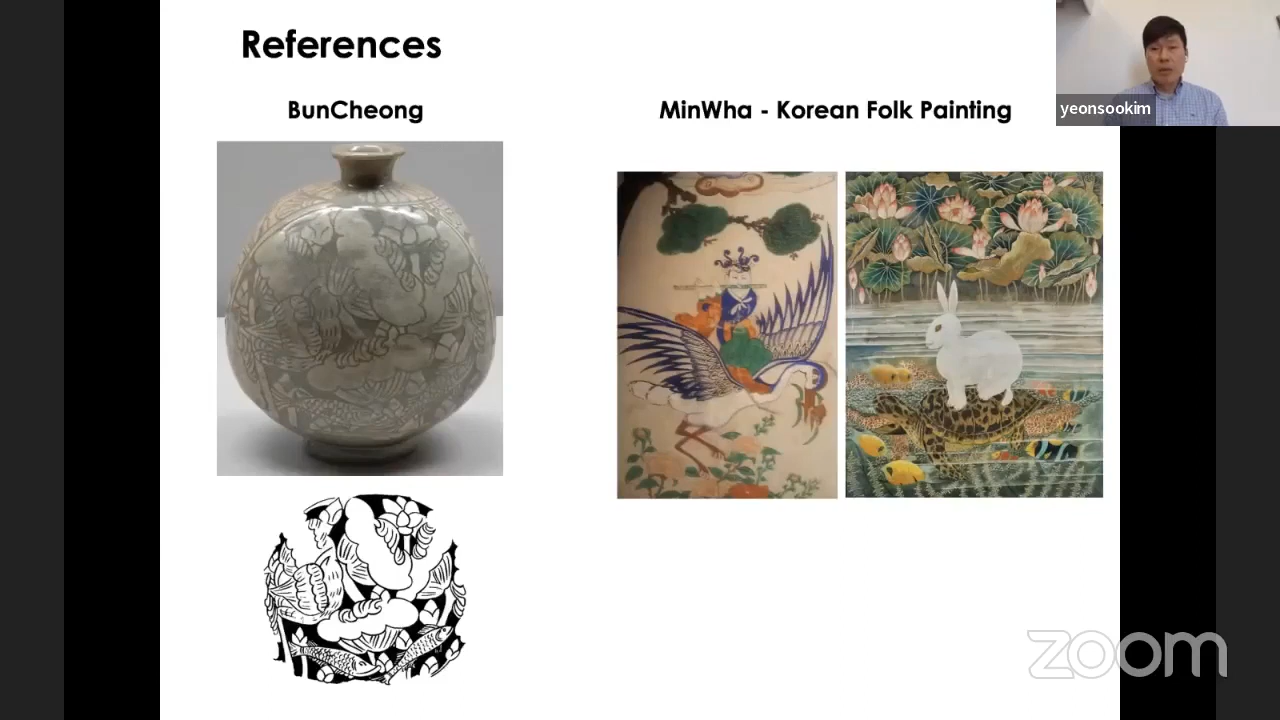 References
BunCheong
MinWha - Korean Folk Painting
yeonsookim
zoom